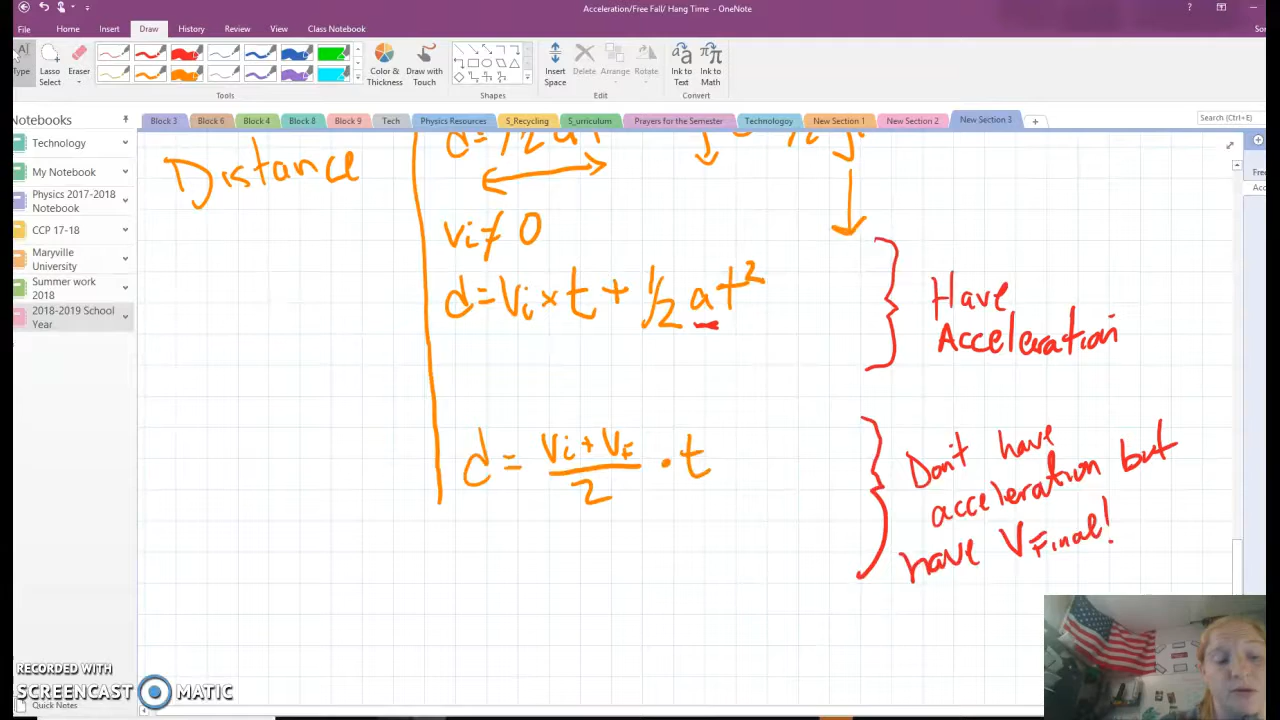 Acceleration/Free Fall/ Hang Time - OneNote
File Home Insert Draw History Review View Class Notebook
Type
Lasso Select
Eraser
Color & Thickness
Draw with Touch
Insert Space
Delete
Arrange
Rotate
Ink to Text
Ink to Math
Tools
Shapes
Edit
Convert
Notebooks
Block 3 Block 6 Block 4 Block 8 Block 9 Tech Physics Resources S_Recycling S_urriculum Prayers for the Semester Technologoy New Section 1 New Section 2 New Section 3
Search (Ctrl+E)
Technology
My Notebook
Physics 2017-2018 Notebook
CCP 17-18
Maryville University
Summer work 2018
2018-2019 School Year
Quick Notes
Distance
vi≠ 0
d=Vi×t+1/2 at²
Have
Acceleration
d= Vi+VF/2 • t
Don't have
acceleration but
have VFinal!
RECORDED WITH
SCREENCAST MATIC